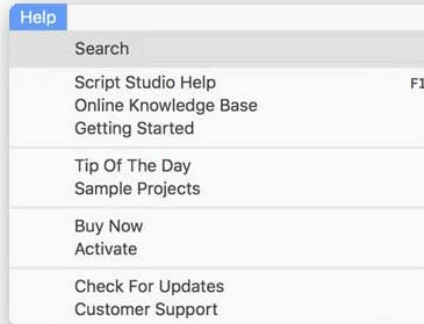 Help
Search
Script Studio Help F1
Online Knowledge Base
Getting Started
Tip Of The Day
Sample Projects
Buy Now
Activate
Check For Updates
Customer Support